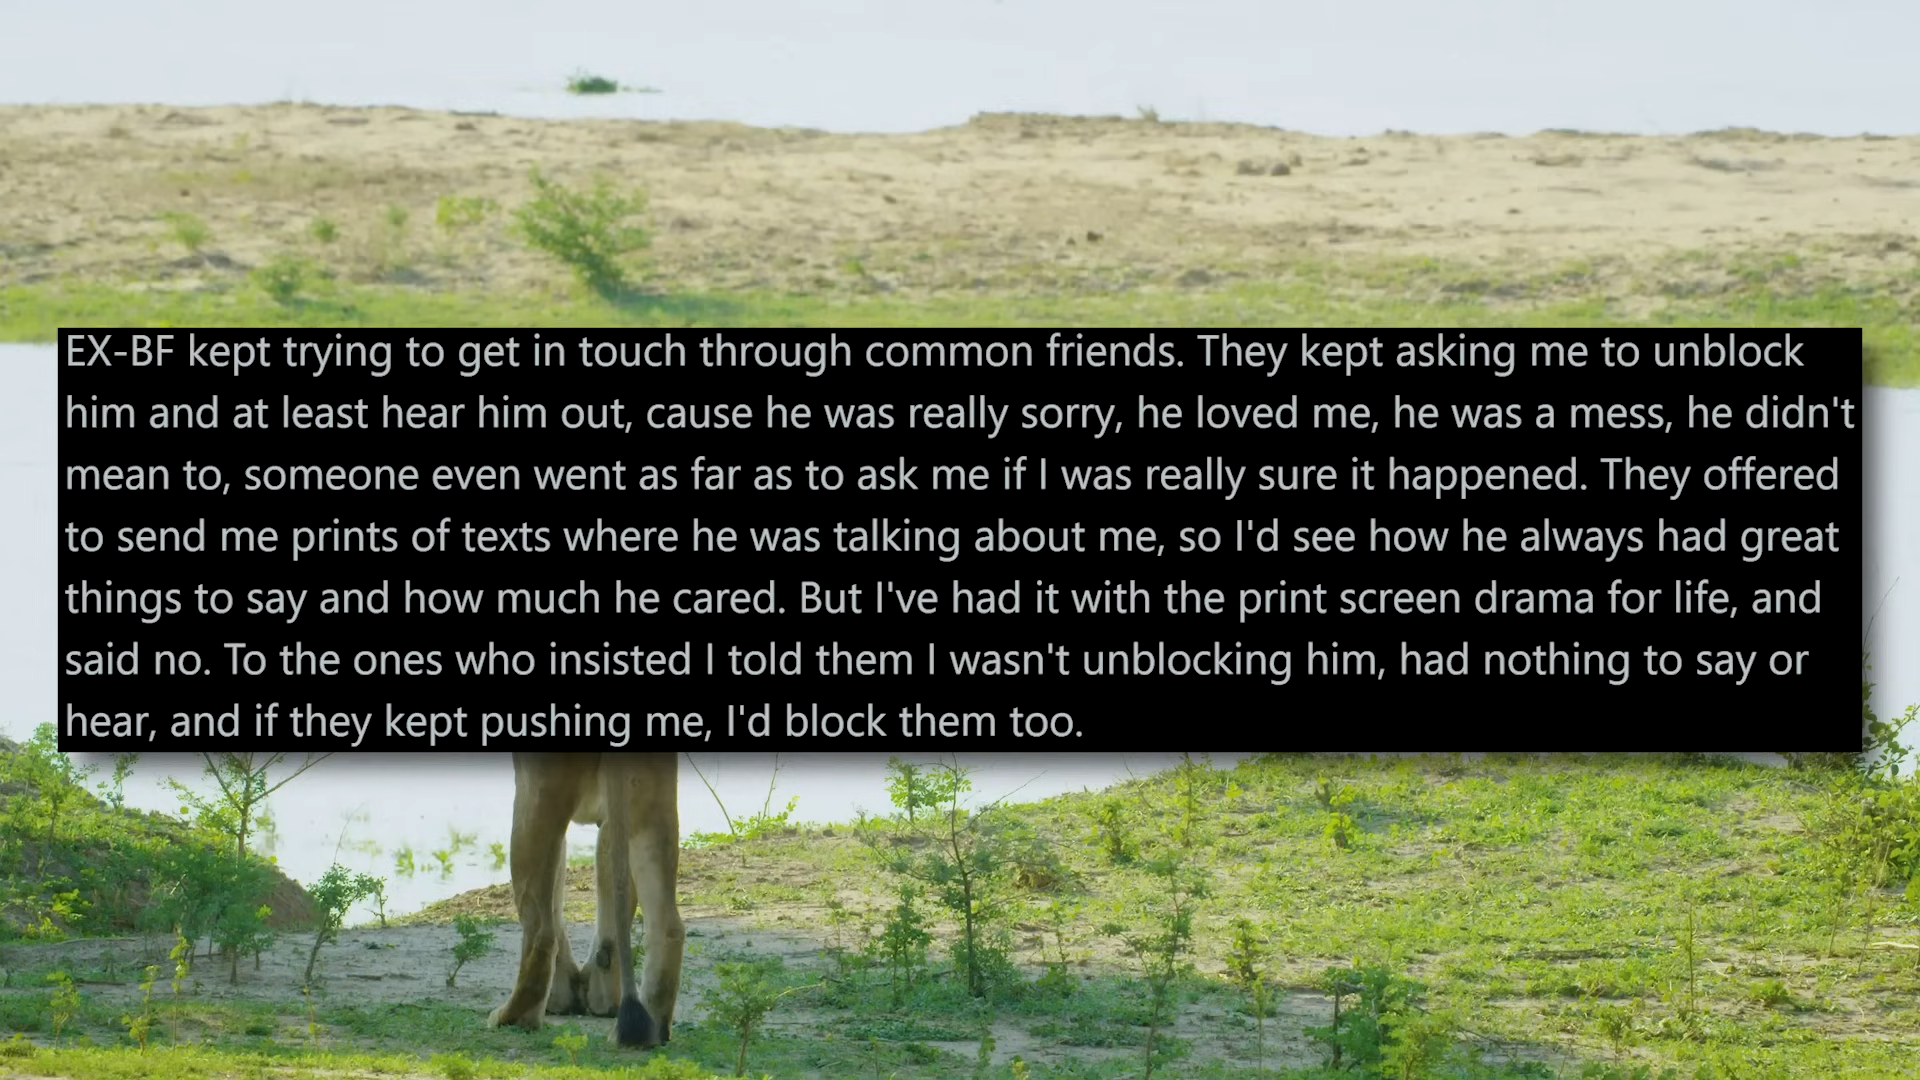 EX-BF kept trying to get in touch through common friends. They kept asking me to unblock
him and at least hear him out, cause he was really sorry, he loved me, he was a mess, he didn't
mean to, someone even went as far as to ask me if I was really sure it happened. They offered
to send me prints of texts where he was talking about me, so I'd see how he always had great
things to say and how much he cared. But I've had it with the print screen drama for life, and
said no. To the ones who insisted I told them I wasn't unblocking him, had nothing to say or
hear, and if they kept pushing me, I'd block them too.